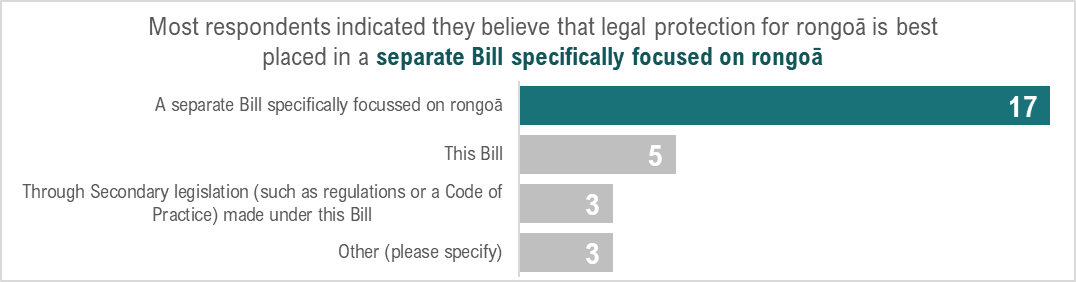 Most respondents indicated they believe that legal protection for rongoā is best
placed in a separate Bill specifically focused on rongoā
A separate Bill specifically focussed on rongoā
17
This Bill
5
Through Secondary legislation (such as regulations or a Code of
Practice) made under this Bill
3
Other (please specify)
3